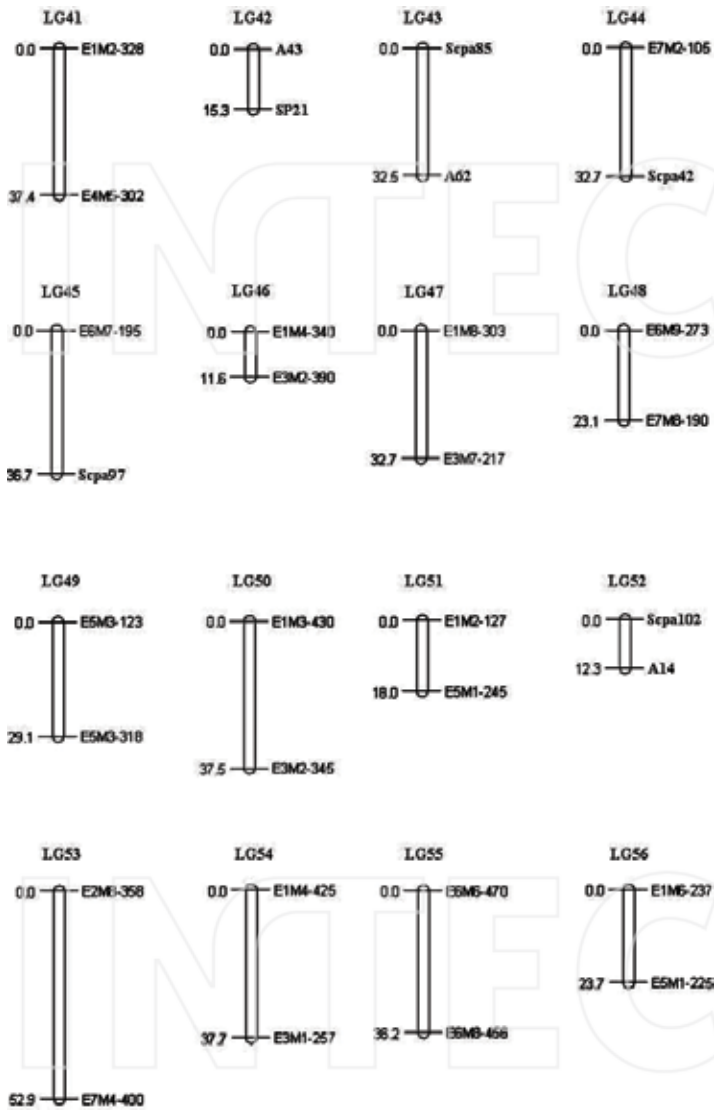 LG41 LG42 LG43 LG44
0.0 E1M2-328 0.0 A43 0.0 Scpa85 0.0 E7M2-105
37.4 E4M5-302 15.3 SP21 32.5 A62 32.7 Scpa42
INTEC
LG45 LG46 LG47 LG48
0.0 E6M7-195 0.0 E1M4-340 0.0 E1M8-303 0.0 E6M9-273
36.7 Scpa97 11.6 E3M2-390 32.7 E3M7-217 23.1 E7M8-190
LG49 LG50 LG51 LG52
0.0 E5M3-123 0.0 E1M3-430 0.0 E1M2-127 0.0 Scpa102
29.1 E5M3-318 37.5 E3M2-345 18.0 E5M1-245 12.3 A14
LG53 LG54 LG55 LG56
0.0 E2M8-358 0.0 E1M4-425 0.0 E6M6-470 0.0 E1M6-237
52.9 E7M4-400 37.7 E3M1-257 36.2 E6M8-456 23.7 E5M1-225
INTEC